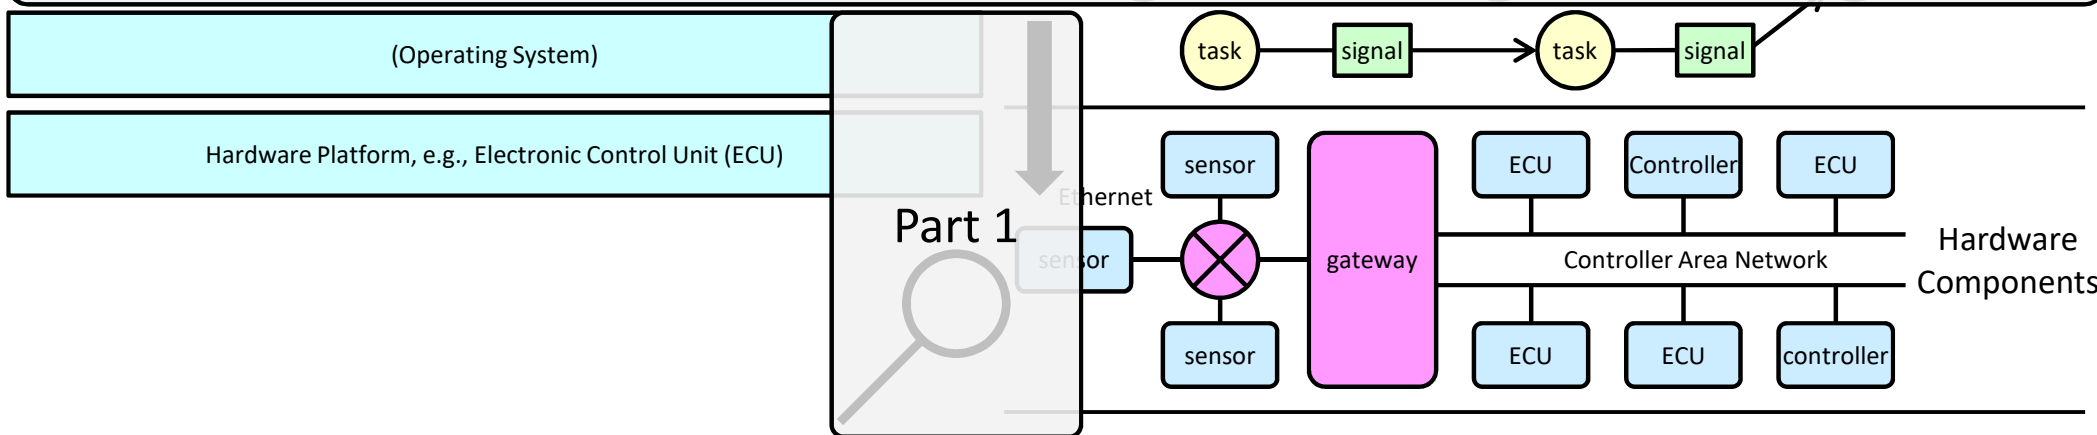 (Operating System)
task
signal
task
signal
Hardware Platform, e.g., Electronic Control Unit (ECU)
Part 1
Ethernet
sensor
sensor
sensor
gateway
ECU
Controller
ECU
Controller Area Network
ECU
ECU
controller
Hardware
Components